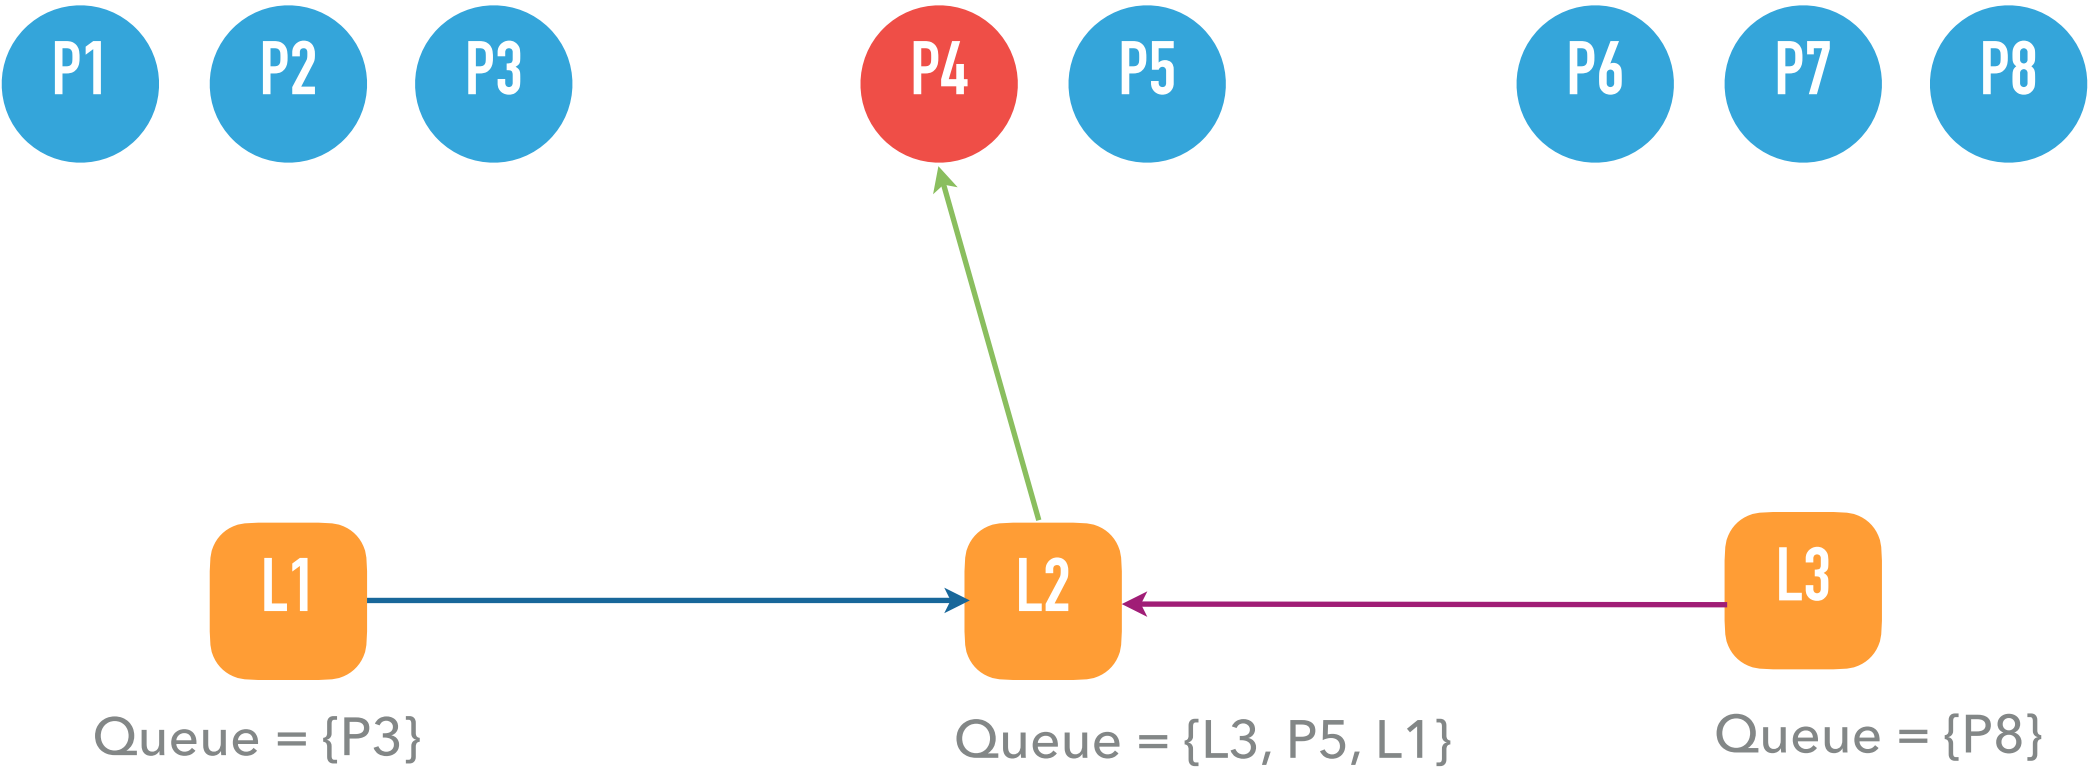 P1 P2 P3 P4 P5 P6 P7 P8
L1 L2 L3
Queue = {P3} Queue = {L3, P5, L1} Queue = {P8}